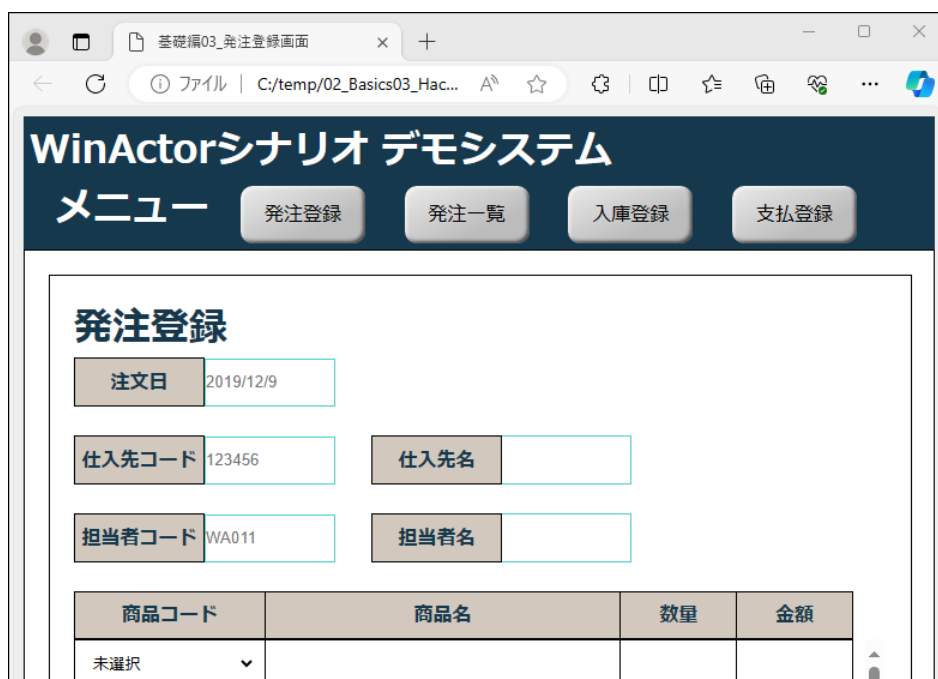 基礎編03_発注登録画面
ファイル C:/temp/02_Basics03_Hac...
WinActorシナリオ デモシステム
メニュー 発注登録 発注一覧 入庫登録 支払登録
発注登録
注文日 2019/12/9
仕入先コード 123456 仕入先名
担当者コード WA011 担当者名
商品コード 商品名 数量 金額
未選択